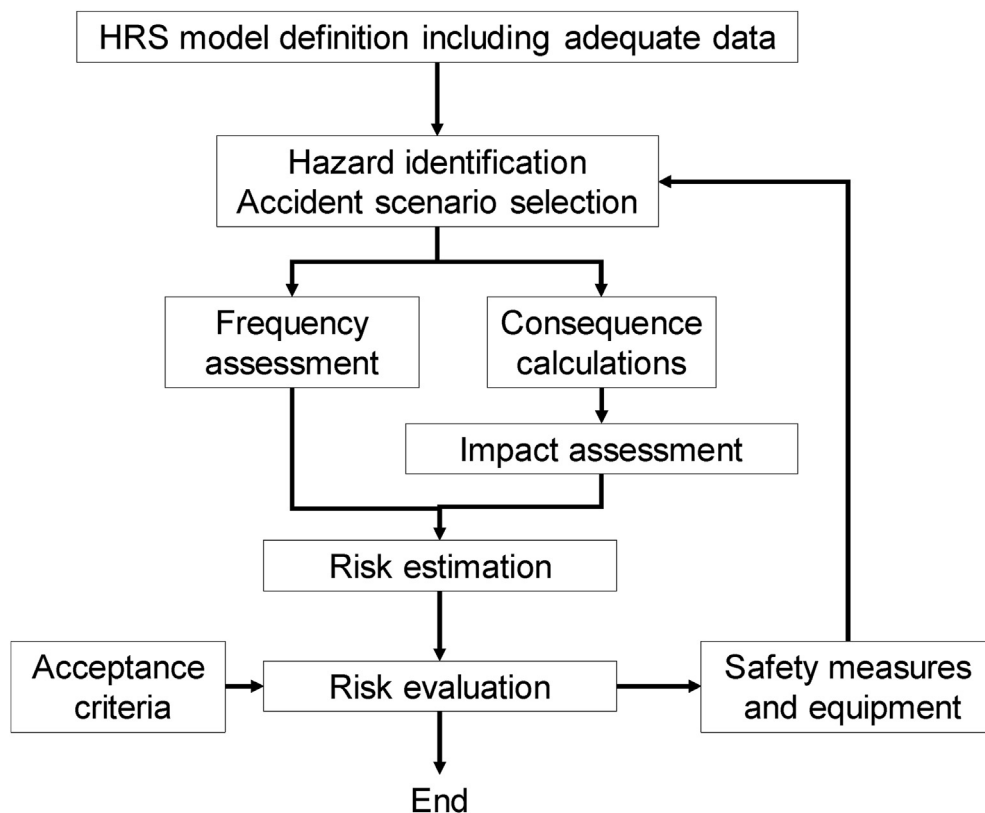 HRS model definition including adequate data
Hazard identification
Accident scenario selection
Frequency
assessment
Consequence
calculations
Impact assessment
Risk estimation
Acceptance
criteria
Risk evaluation
Safety measures
and equipment
End